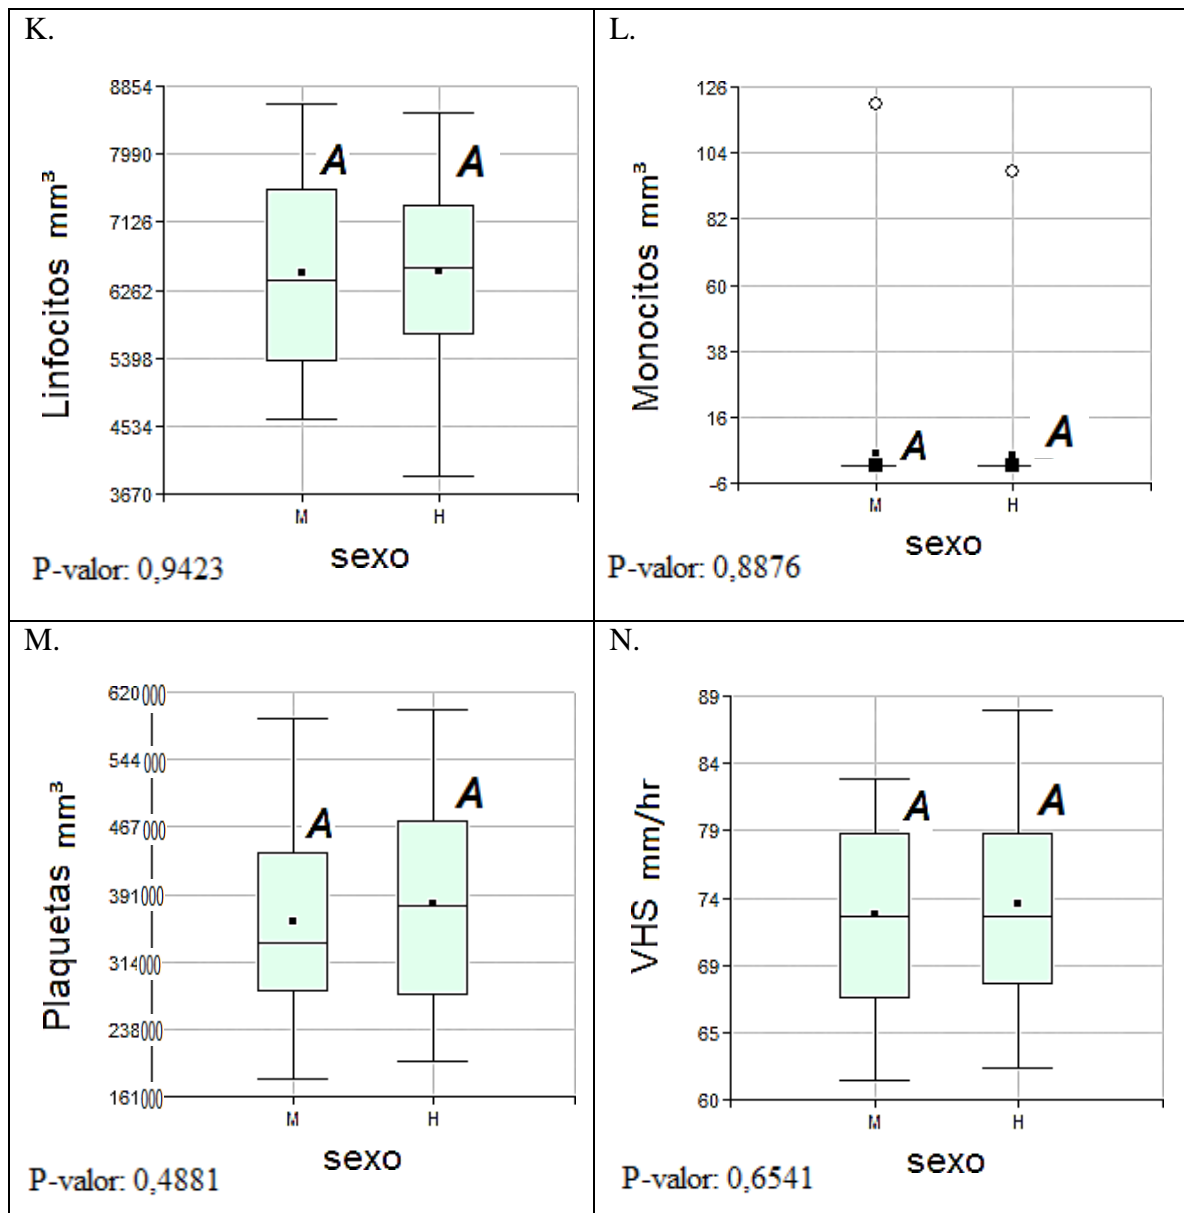 K.
8854
7990
7126
6262
5398
4534
3670
Linfocitos mm³
A
A
M
H
sexo
P-valor: 0,9423
L.
126
104
82
60
38
16
-6
Monocitos mm³
A
A
M
H
sexo
P-valor: 0,8876
M.
620000
544000
467000
391000
314000
238000
161000
Plaquetas mm³
A
A
M
H
sexo
P-valor: 0,4881
N.
89
84
79
74
69
65
60
VHS mm/hr
A
A
M
H
sexo
P-valor: 0,6541